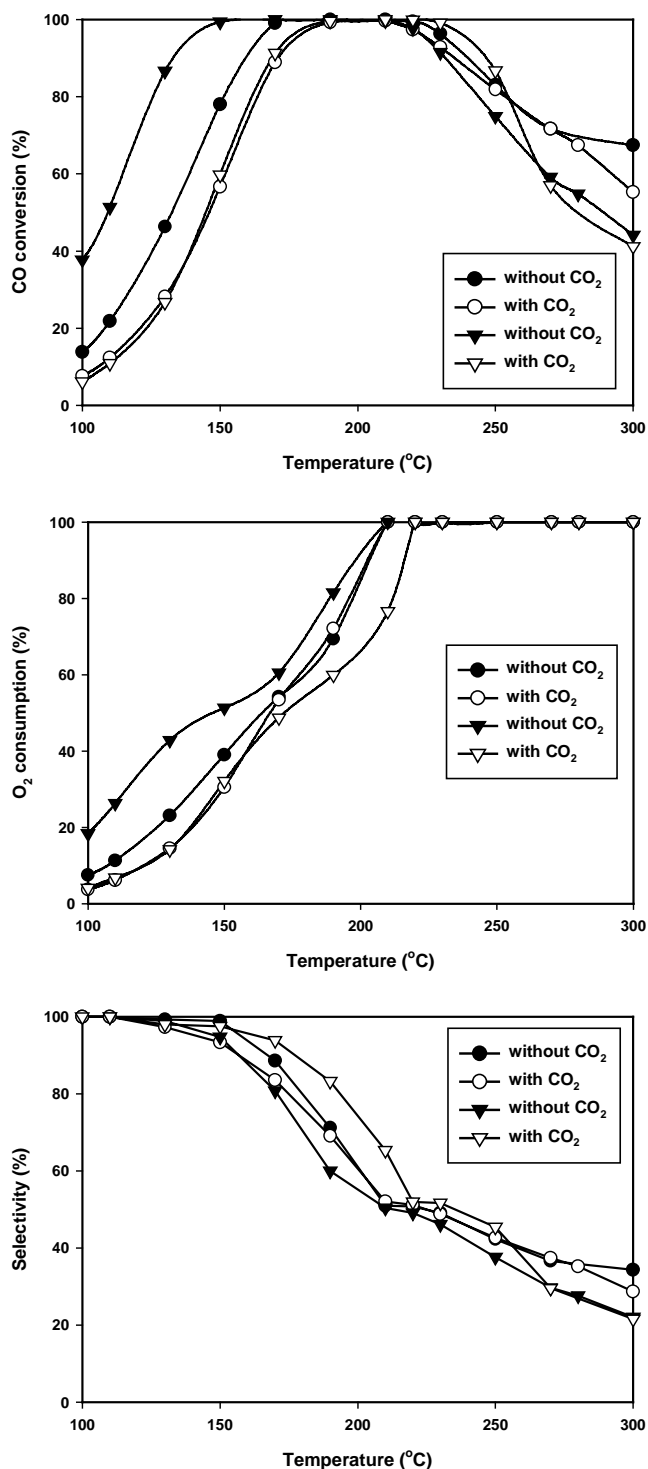 100
80
60
40
20
0
CO conversion (%)
without CO₂
with CO₂
without CO₂
with CO₂
100 150 200 250 300
Temperature (°C)
100
80
60
40
20
0
O₂ consumption (%)
without CO₂
with CO₂
without CO₂
with CO₂
100 150 200 250 300
Temperature (°C)
100
80
60
40
20
0
Selectivity (%)
without CO₂
with CO₂
without CO₂
with CO₂
100 150 200 250 300
Temperature (°C)